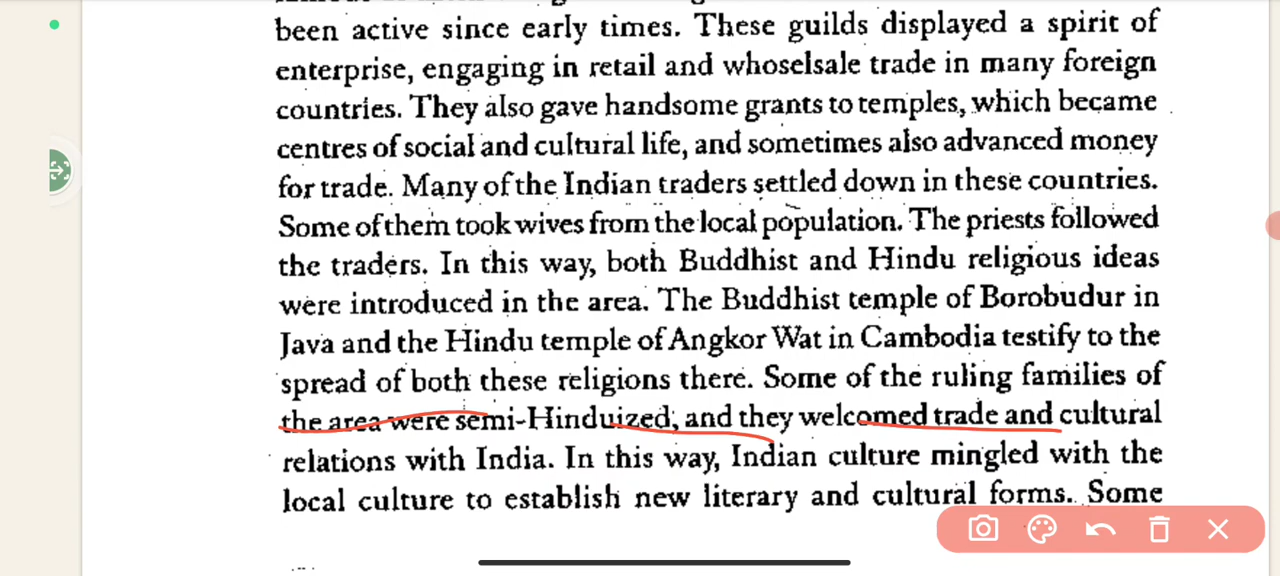 been active since early times. These guilds displayed a spirit of
enterprise, engaging in retail and whoselsale trade in many foreign
countries. They also gave handsome grants to temples, which became
centres of social and cultural life, and sometimes also advanced money
for trade. Many of the Indian traders settled down in these countries.
Some of them took wives from the local population. The priests followed
the traders. In this way, both Buddhist and Hindu religious ideas
were introduced in the area. The Buddhist temple of Borobudur in
Java and the Hindu temple of Angkor Wat in Cambodia testify to the
spread of both these religions there. Some of the ruling families of
the area were semi-Hinduized, and they welcomed trade and cultural
relations with India. In this way, Indian culture mingled with the
local culture to establish new literary and cultural forms. Some